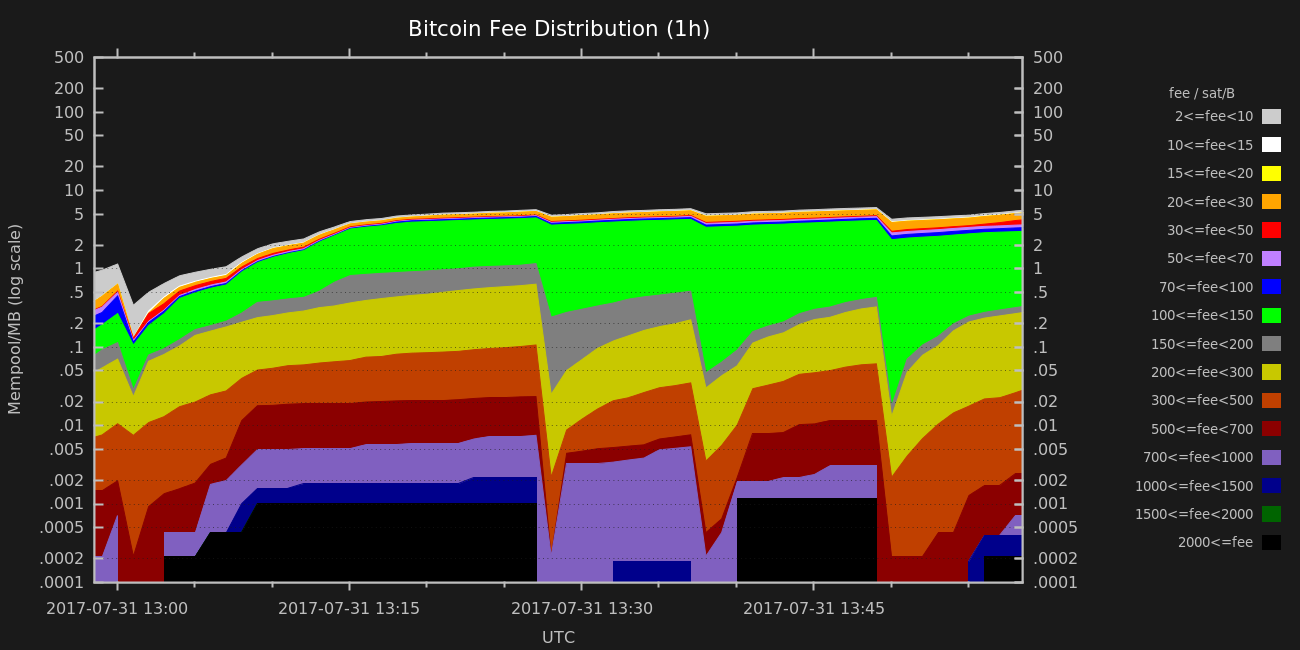 Bitcoin Fee Distribution (1h)
500
200
100
50
20
10
5
2
1
.5
.2
.1
.05
.02
.01
.005
.002
.001
.0005
.0002
.0001
Mempool/MB (log scale)
500
200
100
50
20
10
5
2
1
.5
.2
.1
.05
.02
.01
.005
.002
.001
.0005
.0002
.0001
2017-07-31 13:00
2017-07-31 13:15
2017-07-31 13:30
2017-07-31 13:45
UTC
fee / sat/B
2<=fee<10
10<=fee<15
15<=fee<20
20<=fee<30
30<=fee<50
50<=fee<70
70<=fee<100
100<=fee<150
150<=fee<200
200<=fee<300
300<=fee<500
500<=fee<700
700<=fee<1000
1000<=fee<1500
1500<=fee<2000
2000<=fee